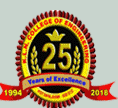 K.L.N. COLLEGE OF ENGINEERING
25
Years of Excellence
1994
2018